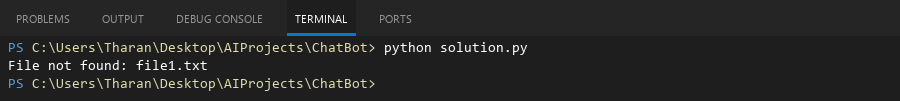 PROBLEMS OUTPUT DEBUG CONSOLE TERMINAL PORTS
PS C:\Users\Tharan\Desktop\AIProjects\ChatBot> python solution.py
File not found: file1.txt
PS C:\Users\Tharan\Desktop\AIProjects\ChatBot>